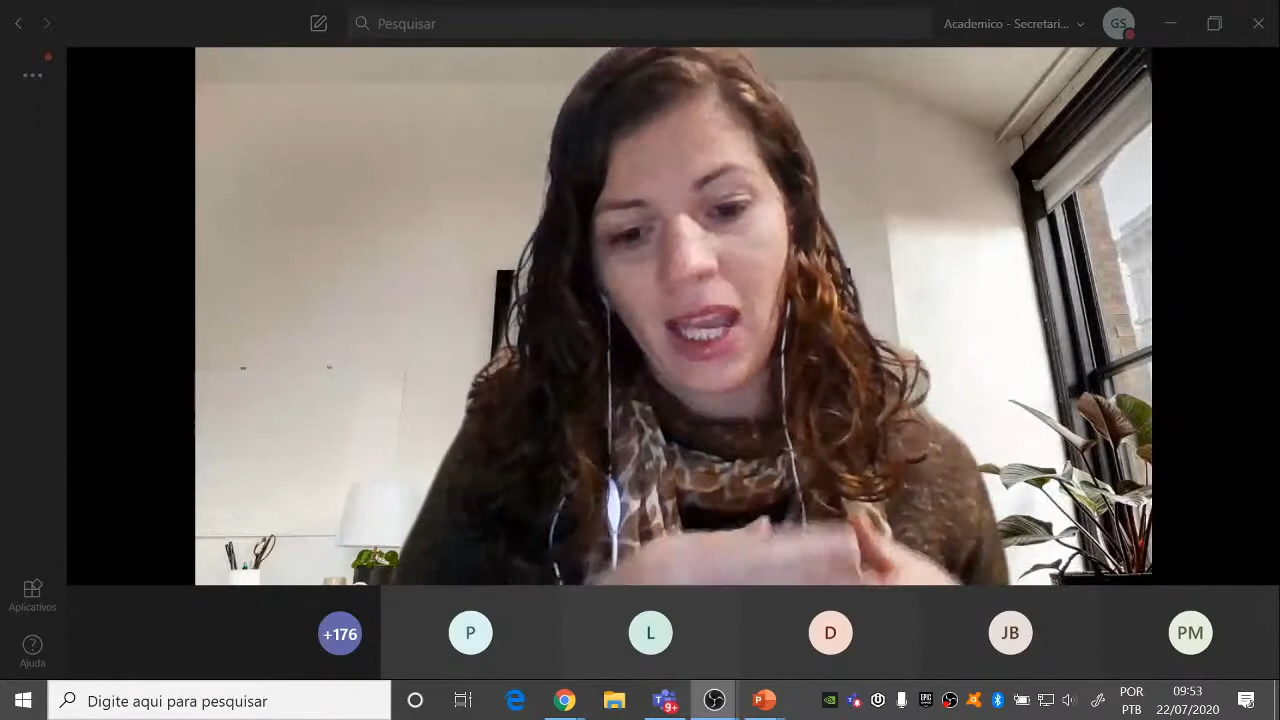 Pesquisar
Academico - Secretari...
GS
Aplicativos
Ajuda
+176
P
L
D
JB
PM
Digite aqui para pesquisar
9+
POR
PTB
09:53
22/07/2020